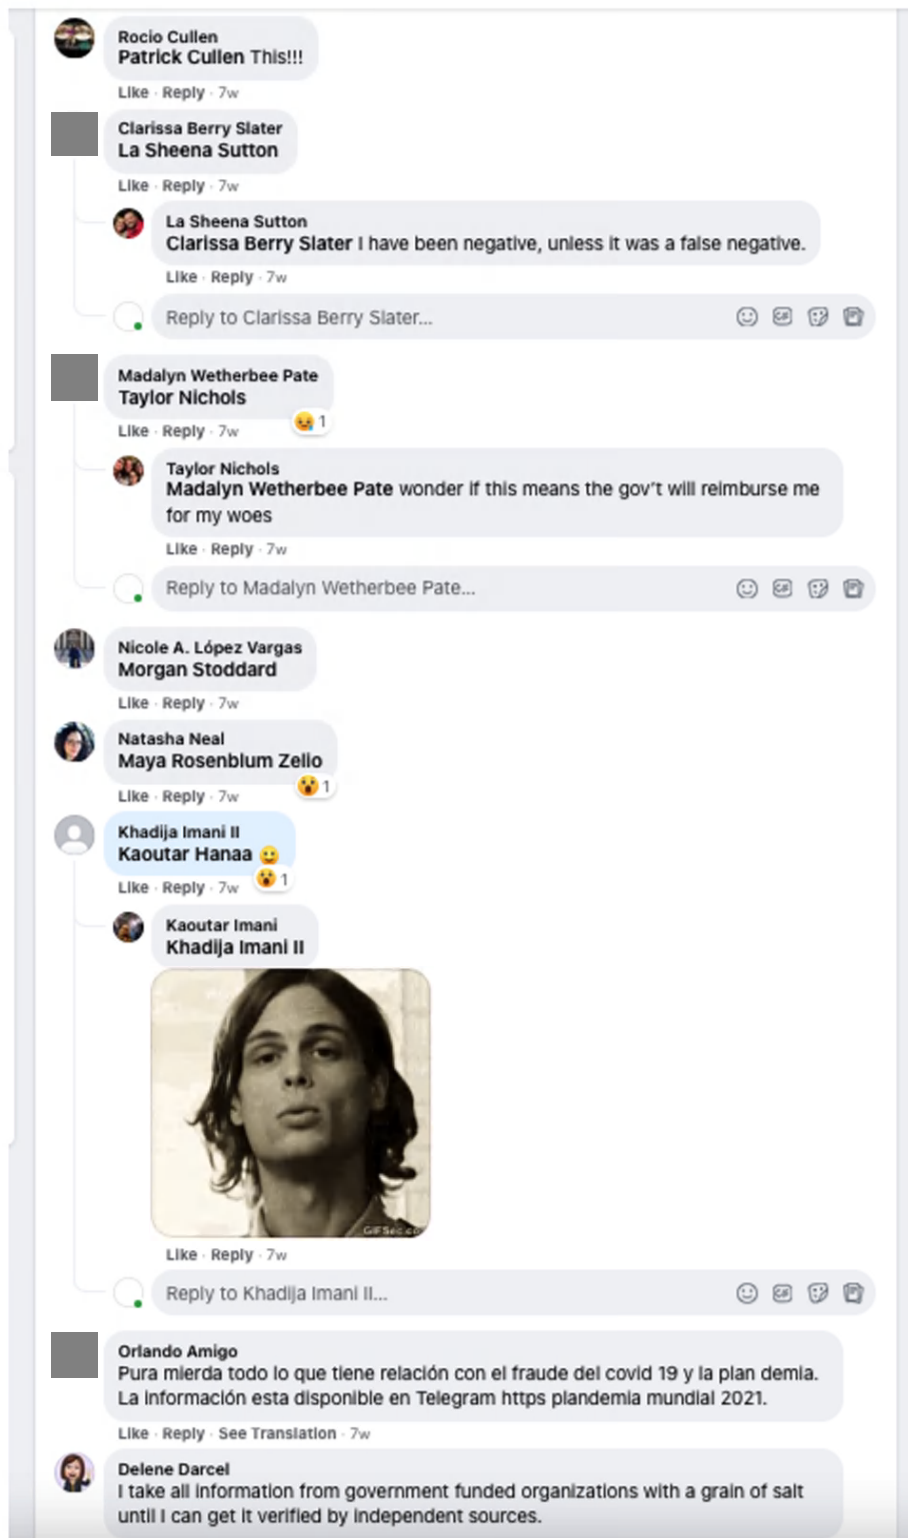 Rocio Cullen
Patrick Cullen This!!!
Like · Reply · 7w
Clarissa Berry Slater
La Sheena Sutton
Like · Reply · 7w
La Sheena Sutton
Clarissa Berry Slater I have been negative, unless it was a false negative.
Like · Reply · 7w
Reply to Clarissa Berry Slater...
GIF
Madalyn Wetherbee Pate
Taylor Nichols
1
Like · Reply · 7w
Taylor Nichols
Madalyn Wetherbee Pate wonder if this means the gov't will reimburse me
for my woes
Like · Reply · 7w
Reply to Madalyn Wetherbee Pate...
GIF
Nicole A. López Vargas
Morgan Stoddard
Like · Reply · 7w
Natasha Neal
Maya Rosenblum Zelio
1
Like · Reply · 7w
Khadija Imani II
Kaoutar Hanaa
1
Like · Reply · 7w
Kaoutar Imani
Khadija Imani II
Like · Reply · 7w
Reply to Khadija Imani II...
GIF
Orlando Amigo
Pura mierda todo lo que tiene relación con el fraude del covid 19 y la plan demia.
La información esta disponible en Telegram https plandemia mundial 2021.
Like · Reply · See Translation · 7w
Delene Darcel
I take all information from government funded organizations with a grain of salt
until I can get it verified by independent sources.